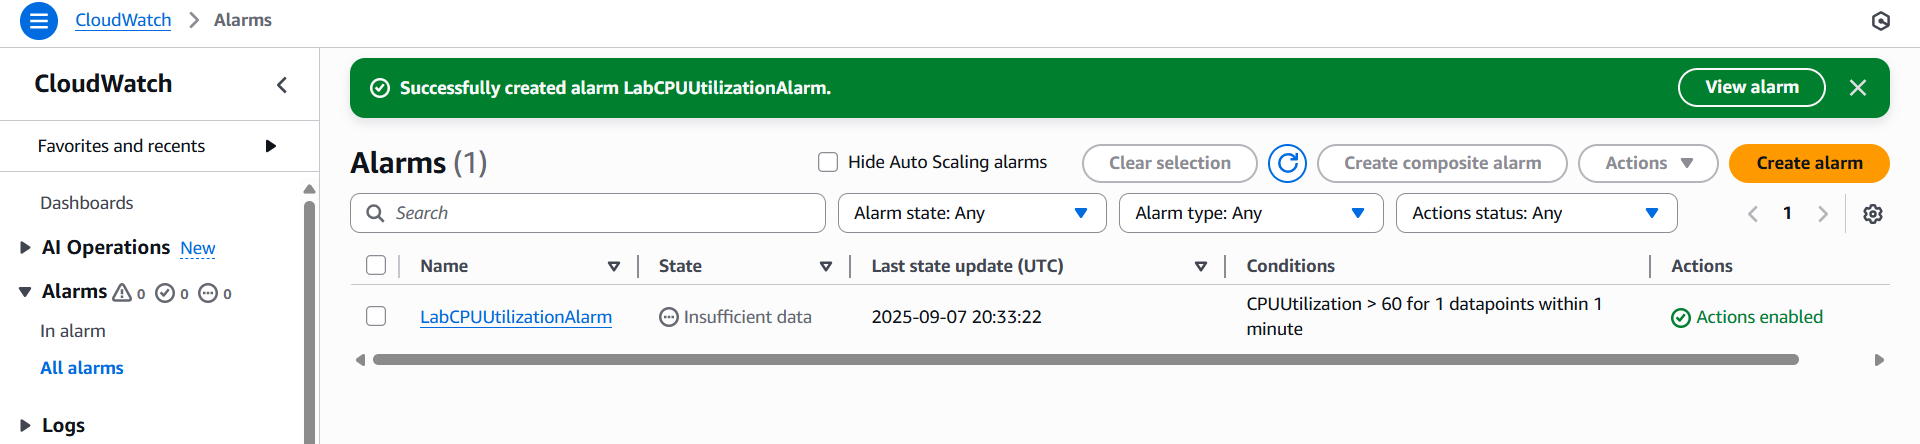 CloudWatch > Alarms
CloudWatch
Favorites and recents
Dashboards
AI Operations New
Alarms 0 0 0
In alarm
All alarms
Logs
Successfully created alarm LabCPUUtilizationAlarm. View alarm
Alarms (1) Hide Auto Scaling alarms Clear selection Create composite alarm Actions Create alarm
Search Alarm state: Any Alarm type: Any Actions status: Any 1
Name State Last state update (UTC) Conditions Actions
LabCPUUtilizationAlarm Insufficient data 2025-09-07 20:33:22 CPUUtilization > 60 for 1 datapoints within 1
minute Actions enabled